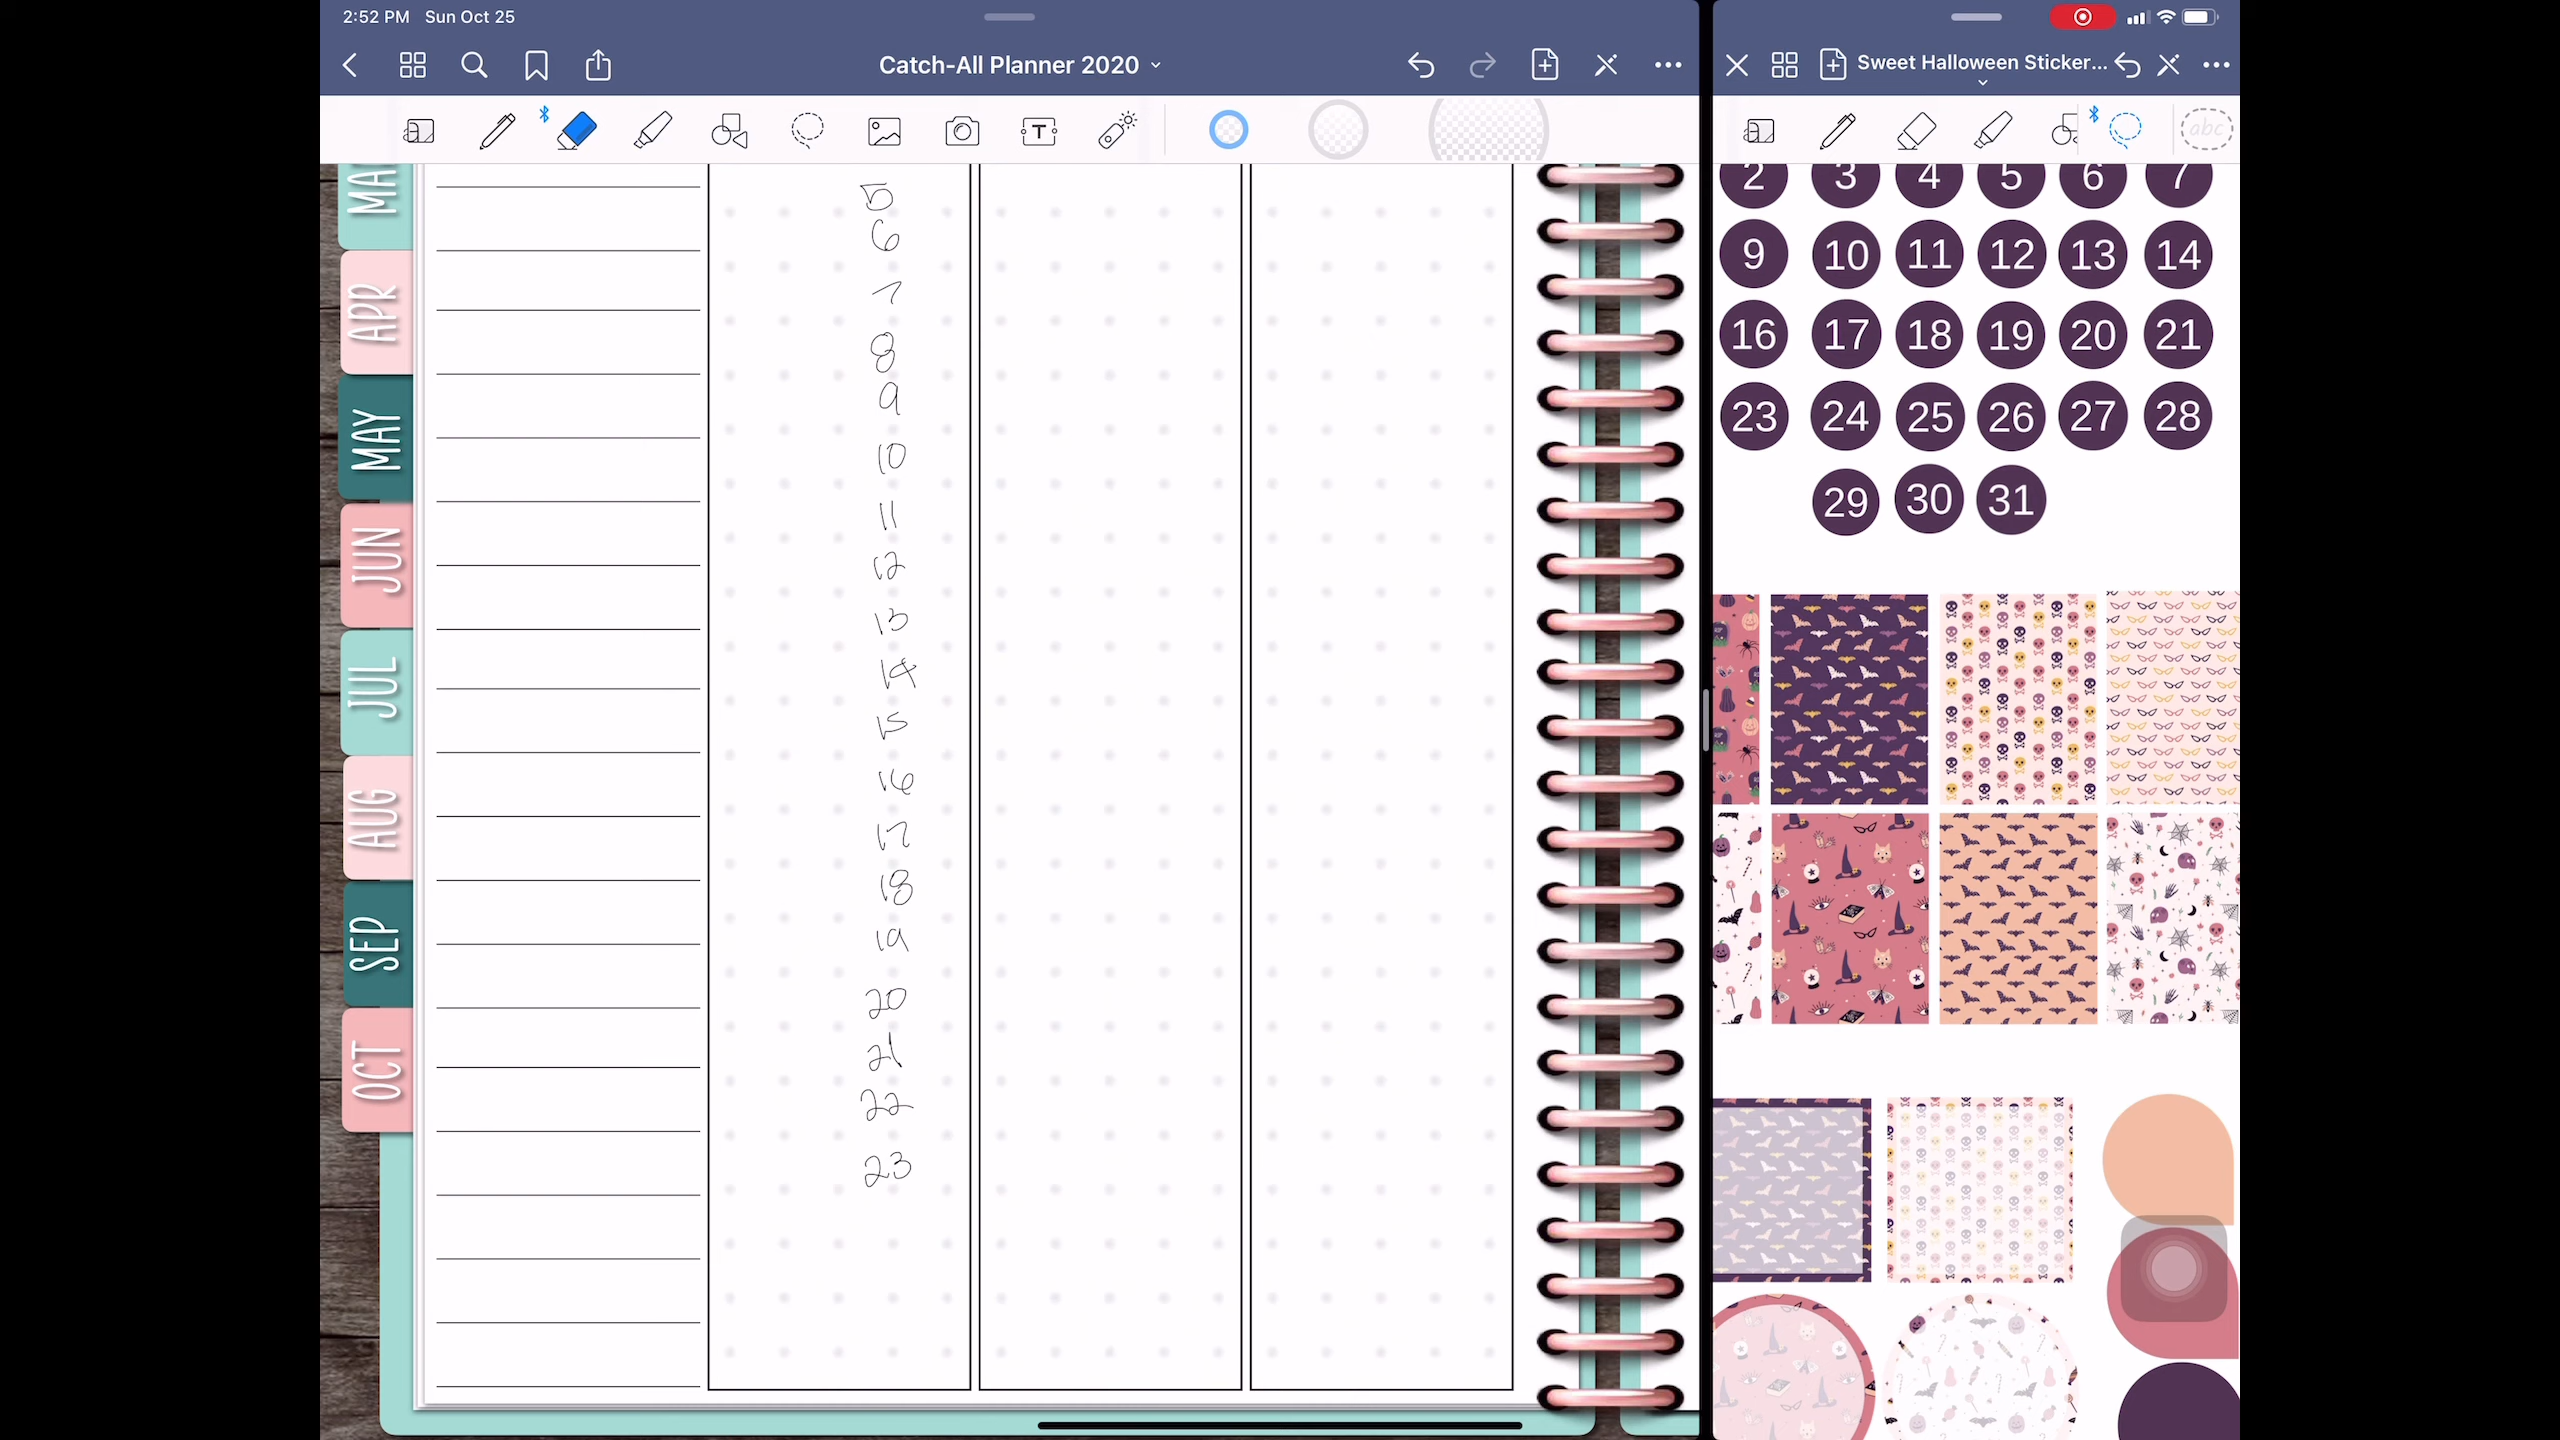 2:52 PM Sun Oct 25
Catch-All Planner 2020
Sweet Halloween Sticker...
T
abc
APR
MAY
JUN
JUL
AUG
SEP
OCT
5
6
7
8
9
10
11
12
13
14
15
16
17
18
19
20
21
22
23
2 3 4 5 6 7
9 10 11 12 13 14
16 17 18 19 20 21
23 24 25 26 27 28
29 30 31